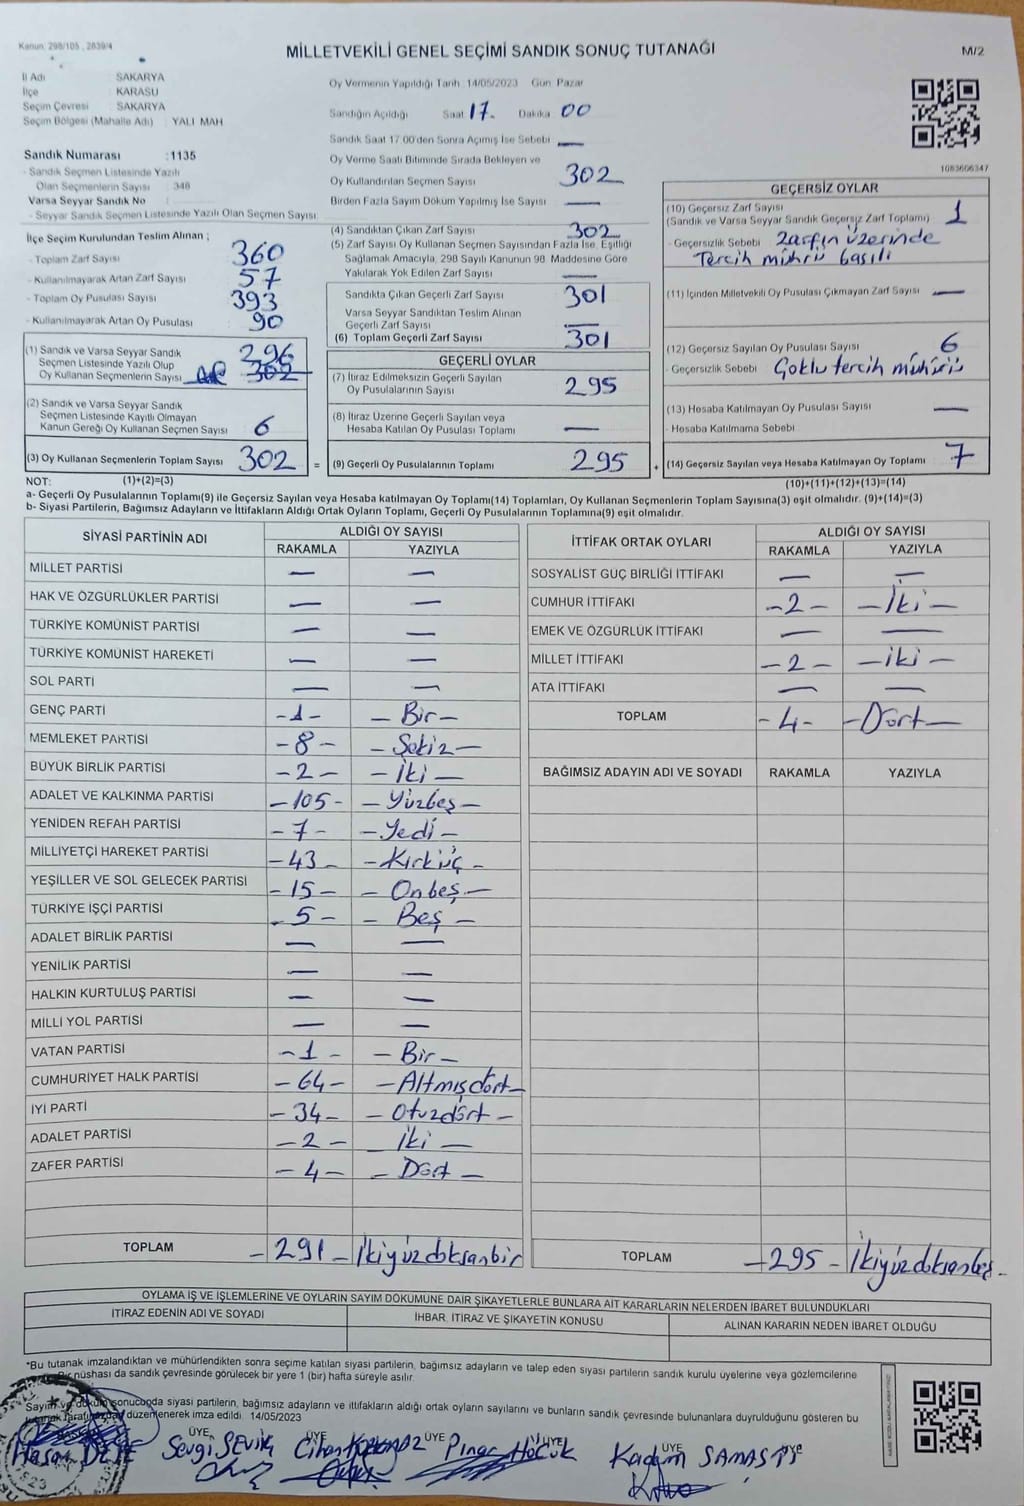 Kanun: 298/105 , 2839/4
MİLLETVEKİLİ GENEL SEÇİMİ SANDIK SONUÇ TUTANAĞI
M/2
İl Adı SAKARYA
İlçe KARASU
Seçim Çevresi SAKARYA
Seçim Bölgesi (Mahalle Adı) : YALI MAH
Sandık Numarası :1135
- Sandık Seçmen Listesinde Yazılı
Olan Seçmenlerin Sayısı : 348
Varsa Seyyar Sandık No :
- Seyyar Sandık Seçmen Listesinde Yazılı Olan Seçmen Sayısı:
Oy Vermenin Yapıldığı Tarih 14/05/2023 Gün Pazar
Sandığın Açıldığı Saat 17. Dakika 00
Sandık Saat 17.00'den Sonra Açımış İse Sebebi —
Oy Verme Saati Bitiminde Sırada Bekleyen ve
Oy Kullandırılan Seçmen Sayısı 302
Birden Fazla Sayım Döküm Yapılmış İse Sayısı —
1083606347
İlçe Seçim Kurulundan Teslim Alınan ;
- Toplam Zarf Sayısı 360
- Kullanılmayarak Artan Zarf Sayısı 57
- Toplam Oy Pusulası Sayısı 393
- Kullanılmayarak Artan Oy Pusulası 90
(1) Sandık ve Varsa Seyyar Sandık 296
Seçmen Listesinde Yazılı Olup
Oy Kullanan Seçmenlerin Sayısı 302
(2) Sandık ve Varsa Seyyar Sandık
Seçmen Listesinde Kayıtlı Olmayan
Kanun Gereği Oy Kullanan Seçmen Sayısı 6
(3) Oy Kullanan Seçmenlerin Toplam Sayısı 302 =
(4) Sandıktan Çıkan Zarf Sayısı 302
(5) Zarf Sayısı Oy Kullanan Seçmen Sayısından Fazla İse, Eşitliği
Sağlamak Amacıyla, 298 Sayılı Kanunun 98. Maddesine Göre
Yakılarak Yok Edilen Zarf Sayısı —
Sandıkta Çıkan Geçerli Zarf Sayısı 301
Varsa Seyyar Sandıktan Teslim Alınan
Geçerli Zarf Sayısı —
(6) Toplam Geçerli Zarf Sayısı 301
GEÇERLİ OYLAR
(7) İtiraz Edilmeksizin Geçerli Sayılan
Oy Pusulalarının Sayısı 295
(8) İtiraz Üzerine Geçerli Sayılan veya
Hesaba Katılan Oy Pusulası Toplamı —
(9) Geçerli Oy Pusulalarının Toplamı 295 +
GEÇERSİZ OYLAR
(10) Geçersiz Zarf Sayısı
(Sandık ve Varsa Seyyar Sandık Geçersiz Zarf Toplamı) 1
- Geçersizlik Sebebi Zarfın üzerinde
Tercih mührü basılı
(11) İçinden Milletvekili Oy Pusulası Çıkmayan Zarf Sayısı —
(12) Geçersiz Sayılan Oy Pusulası Sayısı 6
- Geçersizlik Sebebi Çoklu tercih mührü
(13) Hesaba Katılmayan Oy Pusulası Sayısı —
- Hesaba Katılmama Sebebi
(14) Geçersiz Sayılan veya Hesaba Katılmayan Oy Toplamı 7
NOT: (1)+(2)=(3) (10)+(11)+(12)+(13)=(14)
a- Geçerli Oy Pusulalarının Toplamı(9) ile Geçersiz Sayılan veya Hesaba katılmayan Oy Toplamı(14) Toplamları, Oy Kullanan Seçmenlerin Toplam Sayısına(3) eşit olmalıdır. (9)+(14)=(3)
b- Siyasi Partilerin, Bağımsız Adayların ve İttifakların Aldığı Ortak Oyların Toplamı, Geçerli Oy Pusulalarının Toplamına(9) eşit olmalıdır.
SİYASİ PARTİNİN ADI ALDIĞI OY SAYISI
RAKAMLA YAZIYLA
MİLLET PARTİSİ — —
HAK VE ÖZGÜRLÜKLER PARTİSİ — —
TÜRKİYE KOMÜNİST PARTİSİ — —
TÜRKİYE KOMÜNİST HAREKETİ — —
SOL PARTİ — —
GENÇ PARTİ -1- — Bir —
MEMLEKET PARTİSİ -8- — Sekiz —
BÜYÜK BİRLİK PARTİSİ -2- — İki —
ADALET VE KALKINMA PARTİSİ -105- — Yüzbeş —
YENİDEN REFAH PARTİSİ -7- — Yedi —
MİLLİYETÇİ HAREKET PARTİSİ -43- — Kırküç —
YEŞİLLER VE SOL GELECEK PARTİSİ -15- — Onbeş —
TÜRKİYE İŞÇİ PARTİSİ -5- — Beş —
ADALET BİRLİK PARTİSİ — —
YENİLİK PARTİSİ — —
HALKIN KURTULUŞ PARTİSİ — —
MİLLİ YOL PARTİSİ — —
VATAN PARTİSİ -1- — Bir —
CUMHURİYET HALK PARTİSİ -64- — Altmışdört —
İYİ PARTİ -34- — Otuzdört —
ADALET PARTİSİ -2- — İki —
ZAFER PARTİSİ -4- — Dört —
TOPLAM -291- İkiyüzdoksanbir
İTTİFAK ORTAK OYLARI ALDIĞI OY SAYISI
RAKAMLA YAZIYLA
SOSYALİST GÜÇ BİRLİĞİ İTTİFAKI — —
CUMHUR İTTİFAKI -2- — İki —
EMEK VE ÖZGÜRLÜK İTTİFAKI — —
MİLLET İTTİFAKI -2- — iki —
ATA İTTİFAKI — —
TOPLAM -4- — Dört —
BAĞIMSIZ ADAYIN ADI VE SOYADI RAKAMLA YAZIYLA
TOPLAM -295- İkiyüzdoksanbeş -
OYLAMA İŞ VE İŞLEMLERİNE VE OYLARIN SAYIM DÖKÜMÜNE DAİR ŞİKAYETLERLE BUNLARA AİT KARARLARIN NELERDEN İBARET BULUNDUKLARI
İTİRAZ EDENİN ADI VE SOYADI İHBAR, İTİRAZ VE ŞİKAYETİN KONUSU ALINAN KARARIN NEDEN İBARET OLDUĞU
*Bu tutanak imzalandıktan ve mühürlendikten sonra seçime katılan siyasi partilerin, bağımsız adayların ve talep eden siyasi partilerin sandık kurulu üyelerine veya gözlemcilerine
nüshası da sandık çevresinde görülecek bir yere 1 (bir) hafta süreyle asılır.
Sayım ve döküm sonucunda siyasi partilerin, bağımsız adayların ve ittifakların aldığı ortak oyların sayılarını ve bunların sandık çevresinde bulunanlara duyrulduğunu gösteren bu
tutanak tarafımızdan düzenlenerek imza edildi. 14/05/2023
ÜYE ÜYE ÜYE ÜYE ÜYE
Hasan Sevgi SEVİK Cihan Pınar Kadem